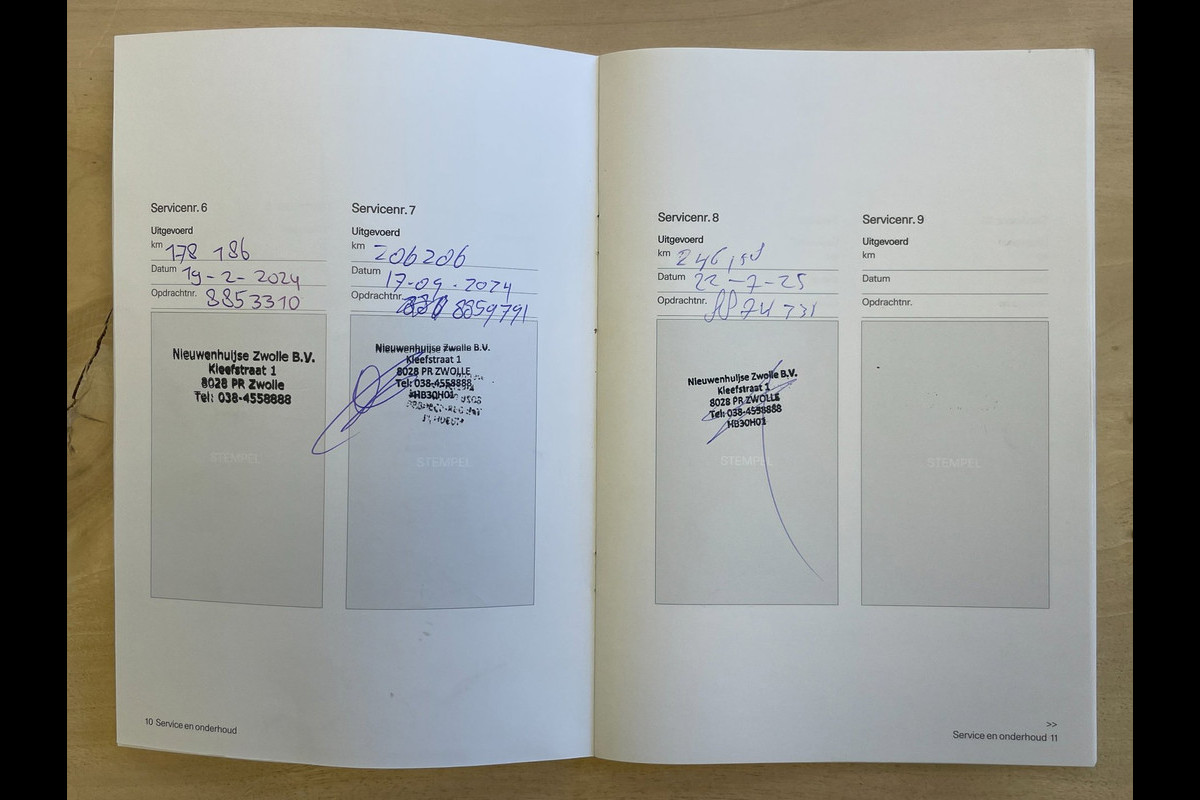 Servicenr. 6
Uitgevoerd
km 178 186
Datum 19-2-2024
Opdrachtnr. 8853310
Nieuwenhuijse Zwolle B.V.
Kleefstraat 1
8028 PR Zwolle
Tel: 038-4558888
STEMPEL
10 Service en onderhoud
Servicenr. 7
Uitgevoerd
km 206206
Datum 17-09-2024
Opdrachtnr. 8859791
Nieuwenhuijse Zwolle B.V.
Kleefstraat 1
8028 PR ZWOLLE
Tel: 038-4558888
HB30H01
STEMPEL
Servicenr. 8
Uitgevoerd
km
Datum 22-7-25
Opdrachtnr.
Nieuwenhuijse Zwolle B.V.
Kleefstraat 1
8028 PR ZWOLLE
Tel: 038-4558888
HB30H01
STEMPEL
Servicenr. 9
Uitgevoerd
km
Datum
Opdrachtnr.
STEMPEL
>>
Service en onderhoud 11